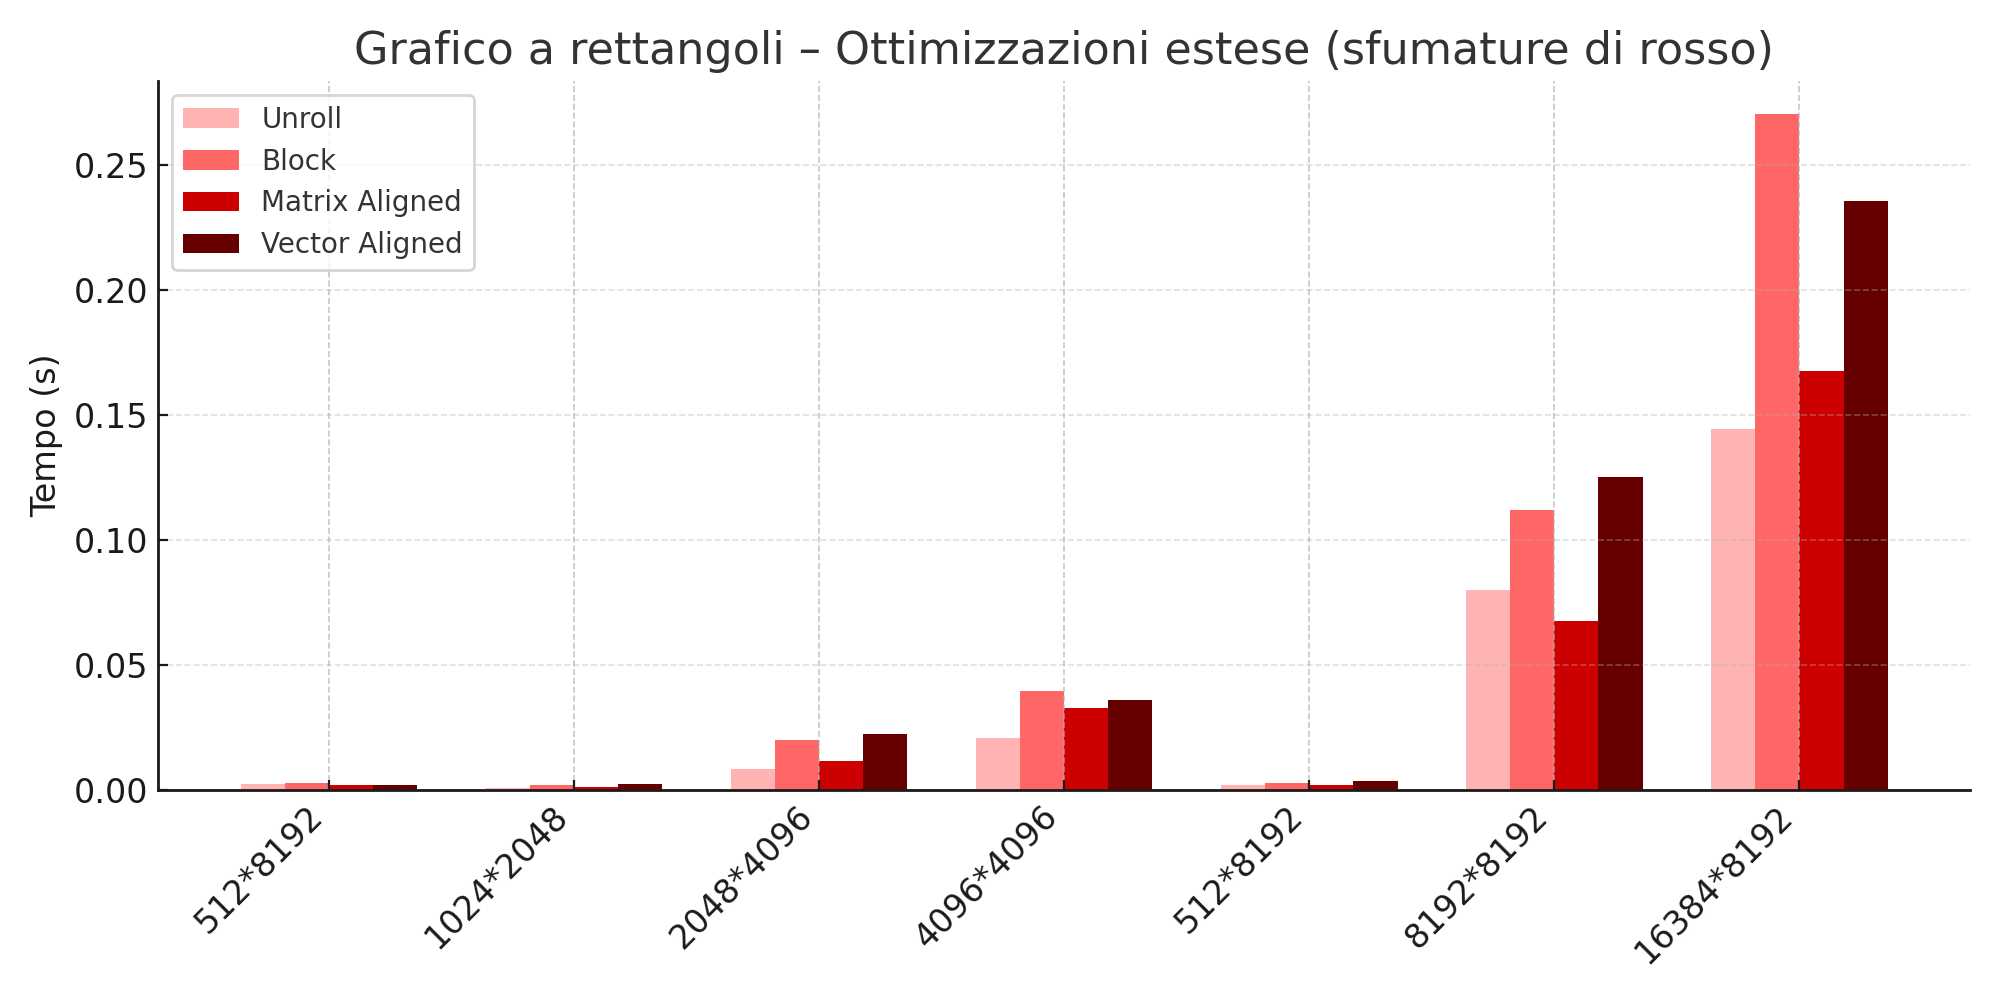 Grafico a rettangoli – Ottimizzazioni estese (sfumature di rosso)
Unroll
Block
Matrix Aligned
Vector Aligned
Tempo (s)
0.25
0.20
0.15
0.10
0.05
0.00
512*8192
1024*2048
2048*4096
4096*4096
512*8192
8192*8192
16384*8192